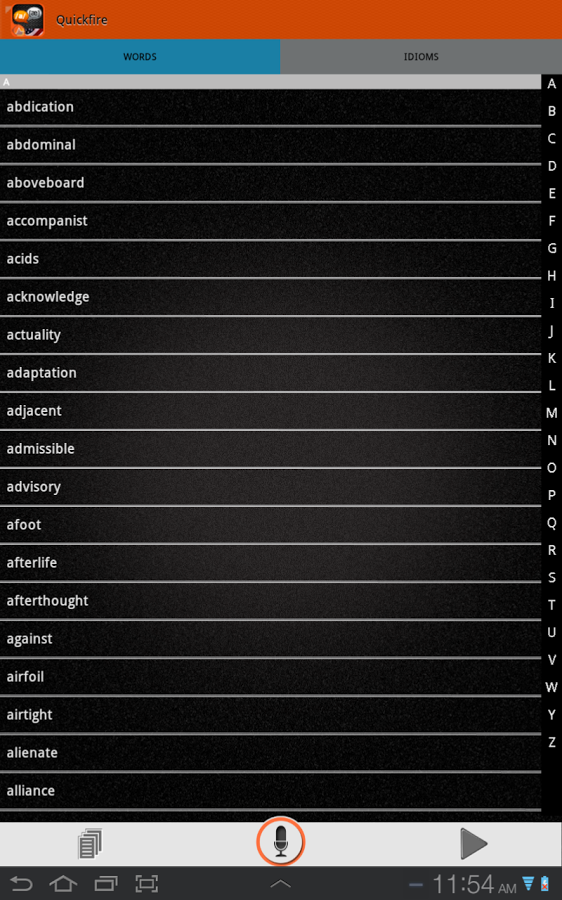 Quickfire
WORDS
IDIOMS
A
abdication
abdominal
aboveboard
accompanist
acids
acknowledge
actuality
adaptation
adjacent
admissible
advisory
afoot
afterlife
afterthought
against
airfoil
airtight
alienate
alliance
A
B
C
D
E
F
G
H
I
J
K
L
M
N
O
P
Q
R
S
T
U
V
W
Y
Z
11:54 AM